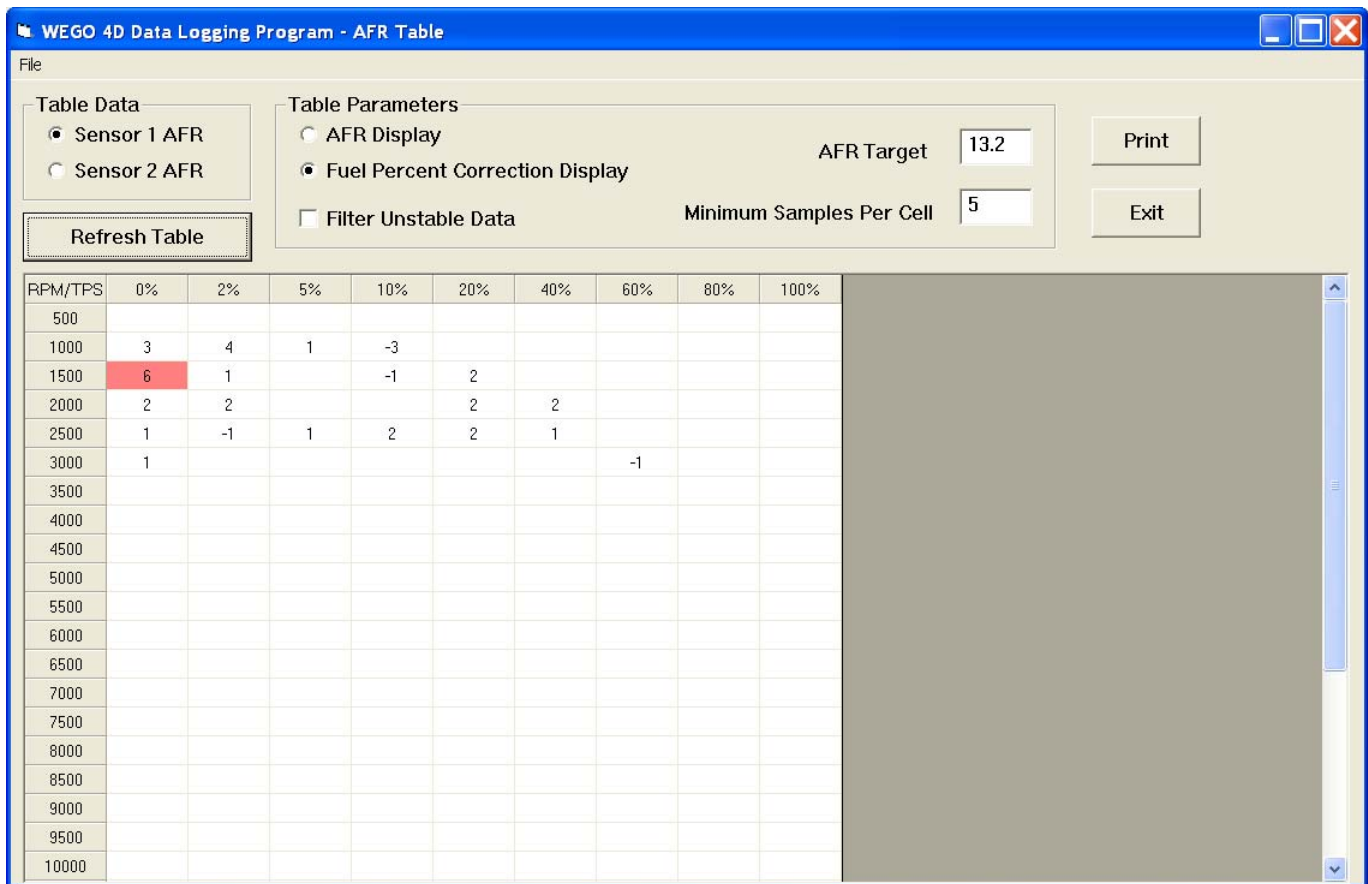 WEGO 4D Data Logging Program - AFR Table
File
Table Data
Sensor 1 AFR
Sensor 2 AFR
Refresh Table
Table Parameters
AFR Display
Fuel Percent Correction Display
Filter Unstable Data
AFR Target 13.2
Minimum Samples Per Cell 5
Print
Exit
RPM/TPS 0% 2% 5% 10% 20% 40% 60% 80% 100%
500
1000 3 4 1 -3
1500 6 1 -1 2
2000 2 2 2 2
2500 1 -1 1 2 2 1
3000 1 -1
3500
4000
4500
5000
5500
6000
6500
7000
7500
8000
8500
9000
9500
10000